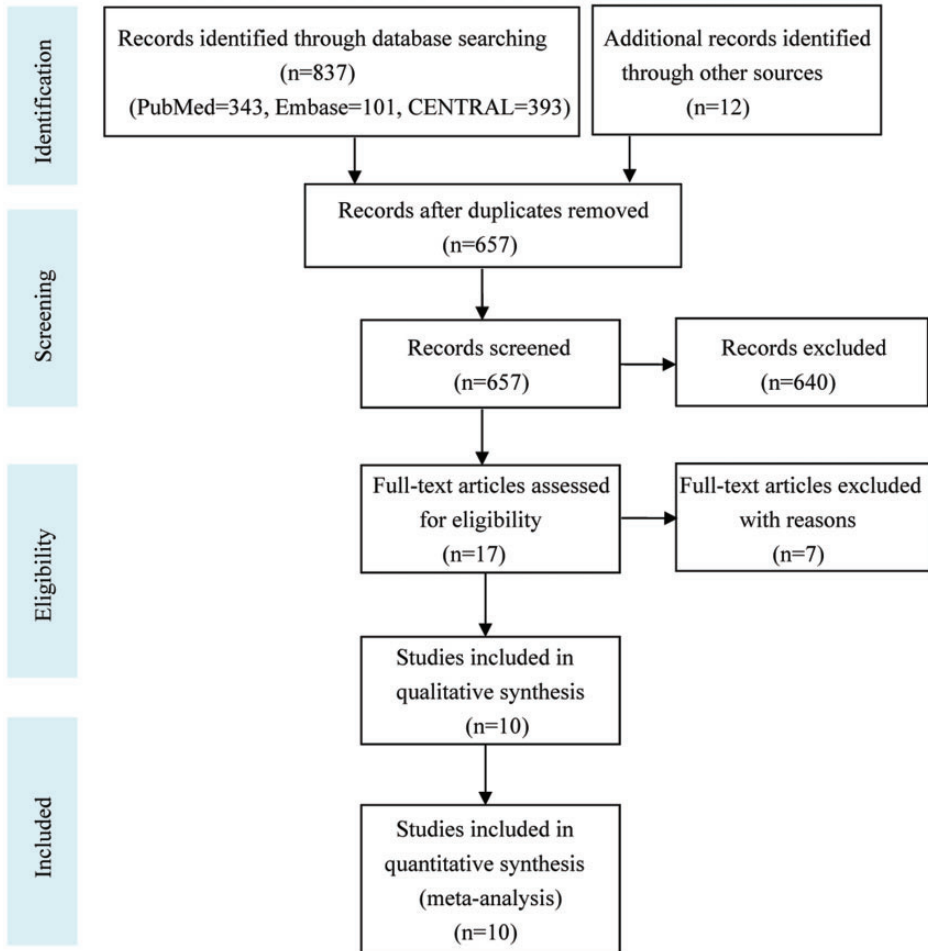 Identification
Records identified through database searching
(n=837)
(PubMed=343, Embase=101, CENTRAL=393)
Additional records identified
through other sources
(n=12)
Screening
Records after duplicates removed
(n=657)
Records screened
(n=657)
Records excluded
(n=640)
Eligibility
Full-text articles assessed
for eligibility
(n=17)
Full-text articles excluded
with reasons
(n=7)
Studies included in
qualitative synthesis
(n=10)
Included
Studies included in
quantitative synthesis
(meta-analysis)
(n=10)